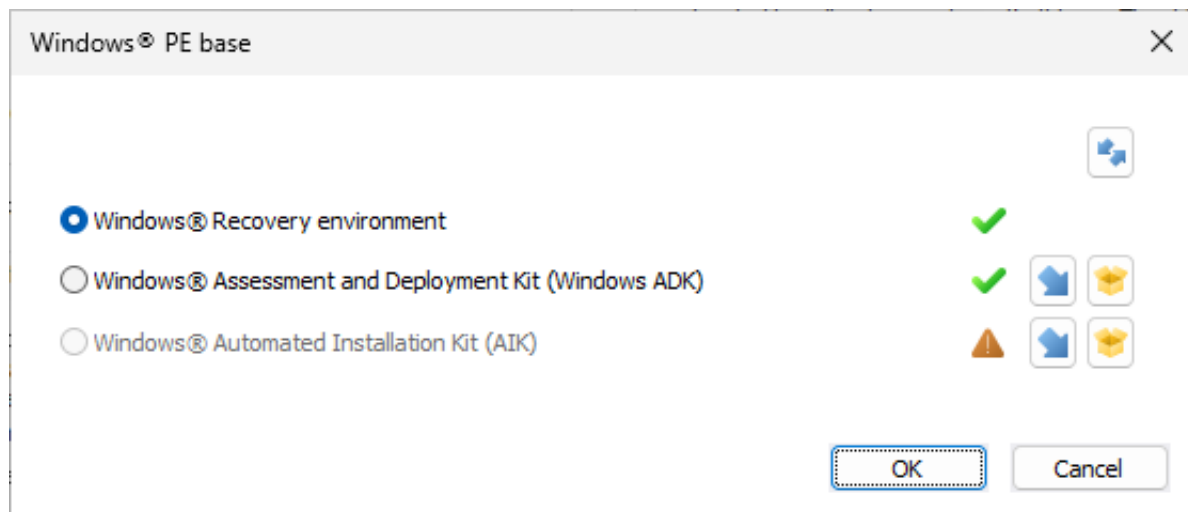 Windows® PE base
Windows® Recovery environment
Windows® Assessment and Deployment Kit (Windows ADK)
Windows® Automated Installation Kit (AIK)
OK
Cancel